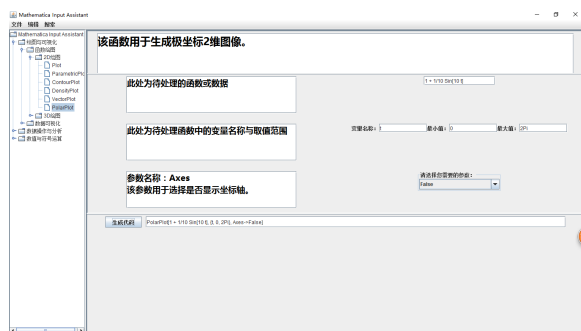 Mathematica Input Assistant
文件 编辑 帮助
Mathematica Input Assistant
绘图与可视化
函数绘图
2D绘图
Plot
ParametricPlo
ContourPlot
DensityPlot
VectorPlot
PolarPlot
3D绘图
数据可视化
数据操作与分析
数值与符号运算
该函数用于生成极坐标2维图像。
此处为待处理的函数或数据
1 + 1/10 Sin[10 t]
此处为待处理函数中的变量名称与取值范围
变量名称: t 最小值: 0 最大值: 2Pi
参数名称：Axes
该参数用于选择是否显示坐标轴。
请选择您需要的参数:
False
生成代码 PolarPlot[1 + 1/10 Sin[10 t], {t, 0, 2Pi}, Axes->False]